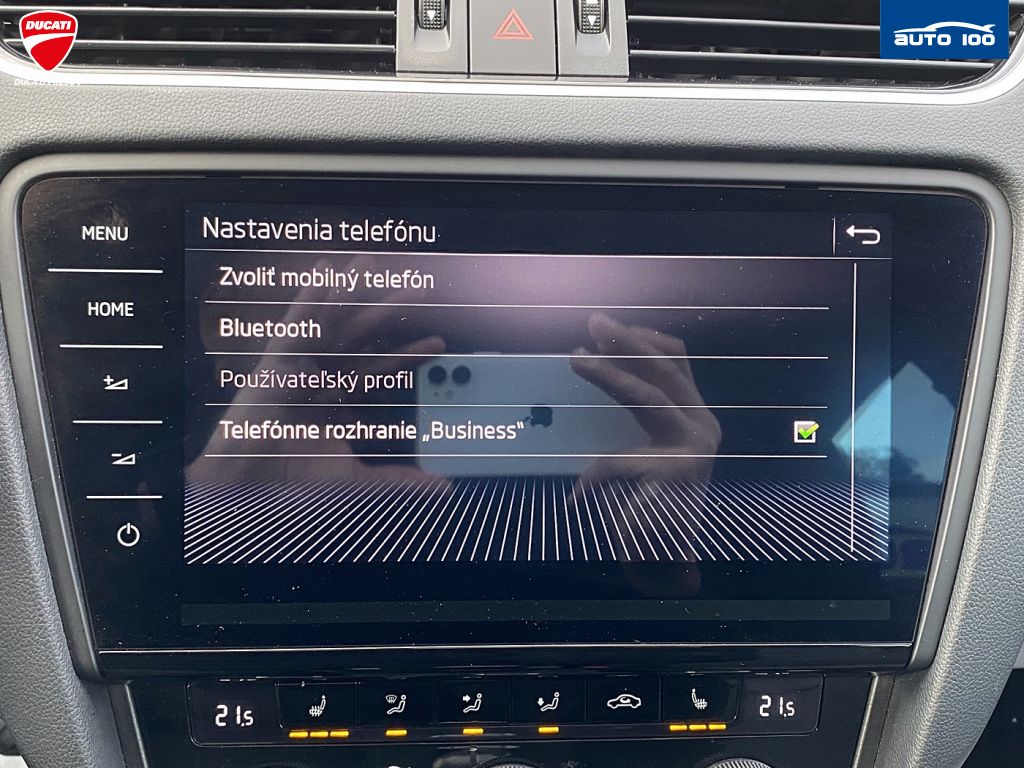 DUCATI
AUTO 100
MENU
HOME
Nastavenia telefónu
Zvoliť mobilný telefón
Bluetooth
Používateľský profil
Telefónne rozhranie „Business“
21.5
21.5